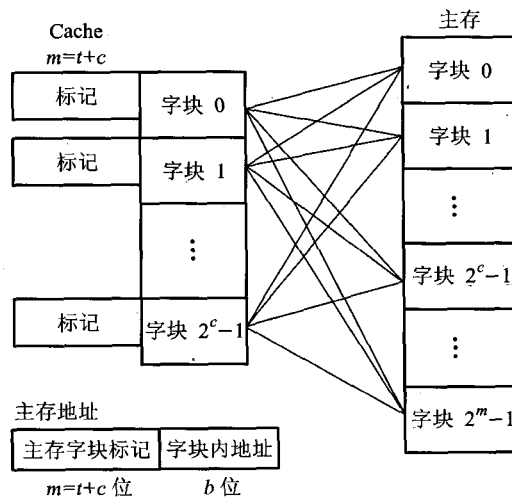 Cache
m=t+c
标记
字块 0
标记
字块 1
⋮
标记
字块 2^c-1
主存
字块 0
字块 1
⋮
字块 2^c-1
⋮
字块 2^m-1
主存地址
主存字块标记 字块内地址
m=t+c 位 b 位